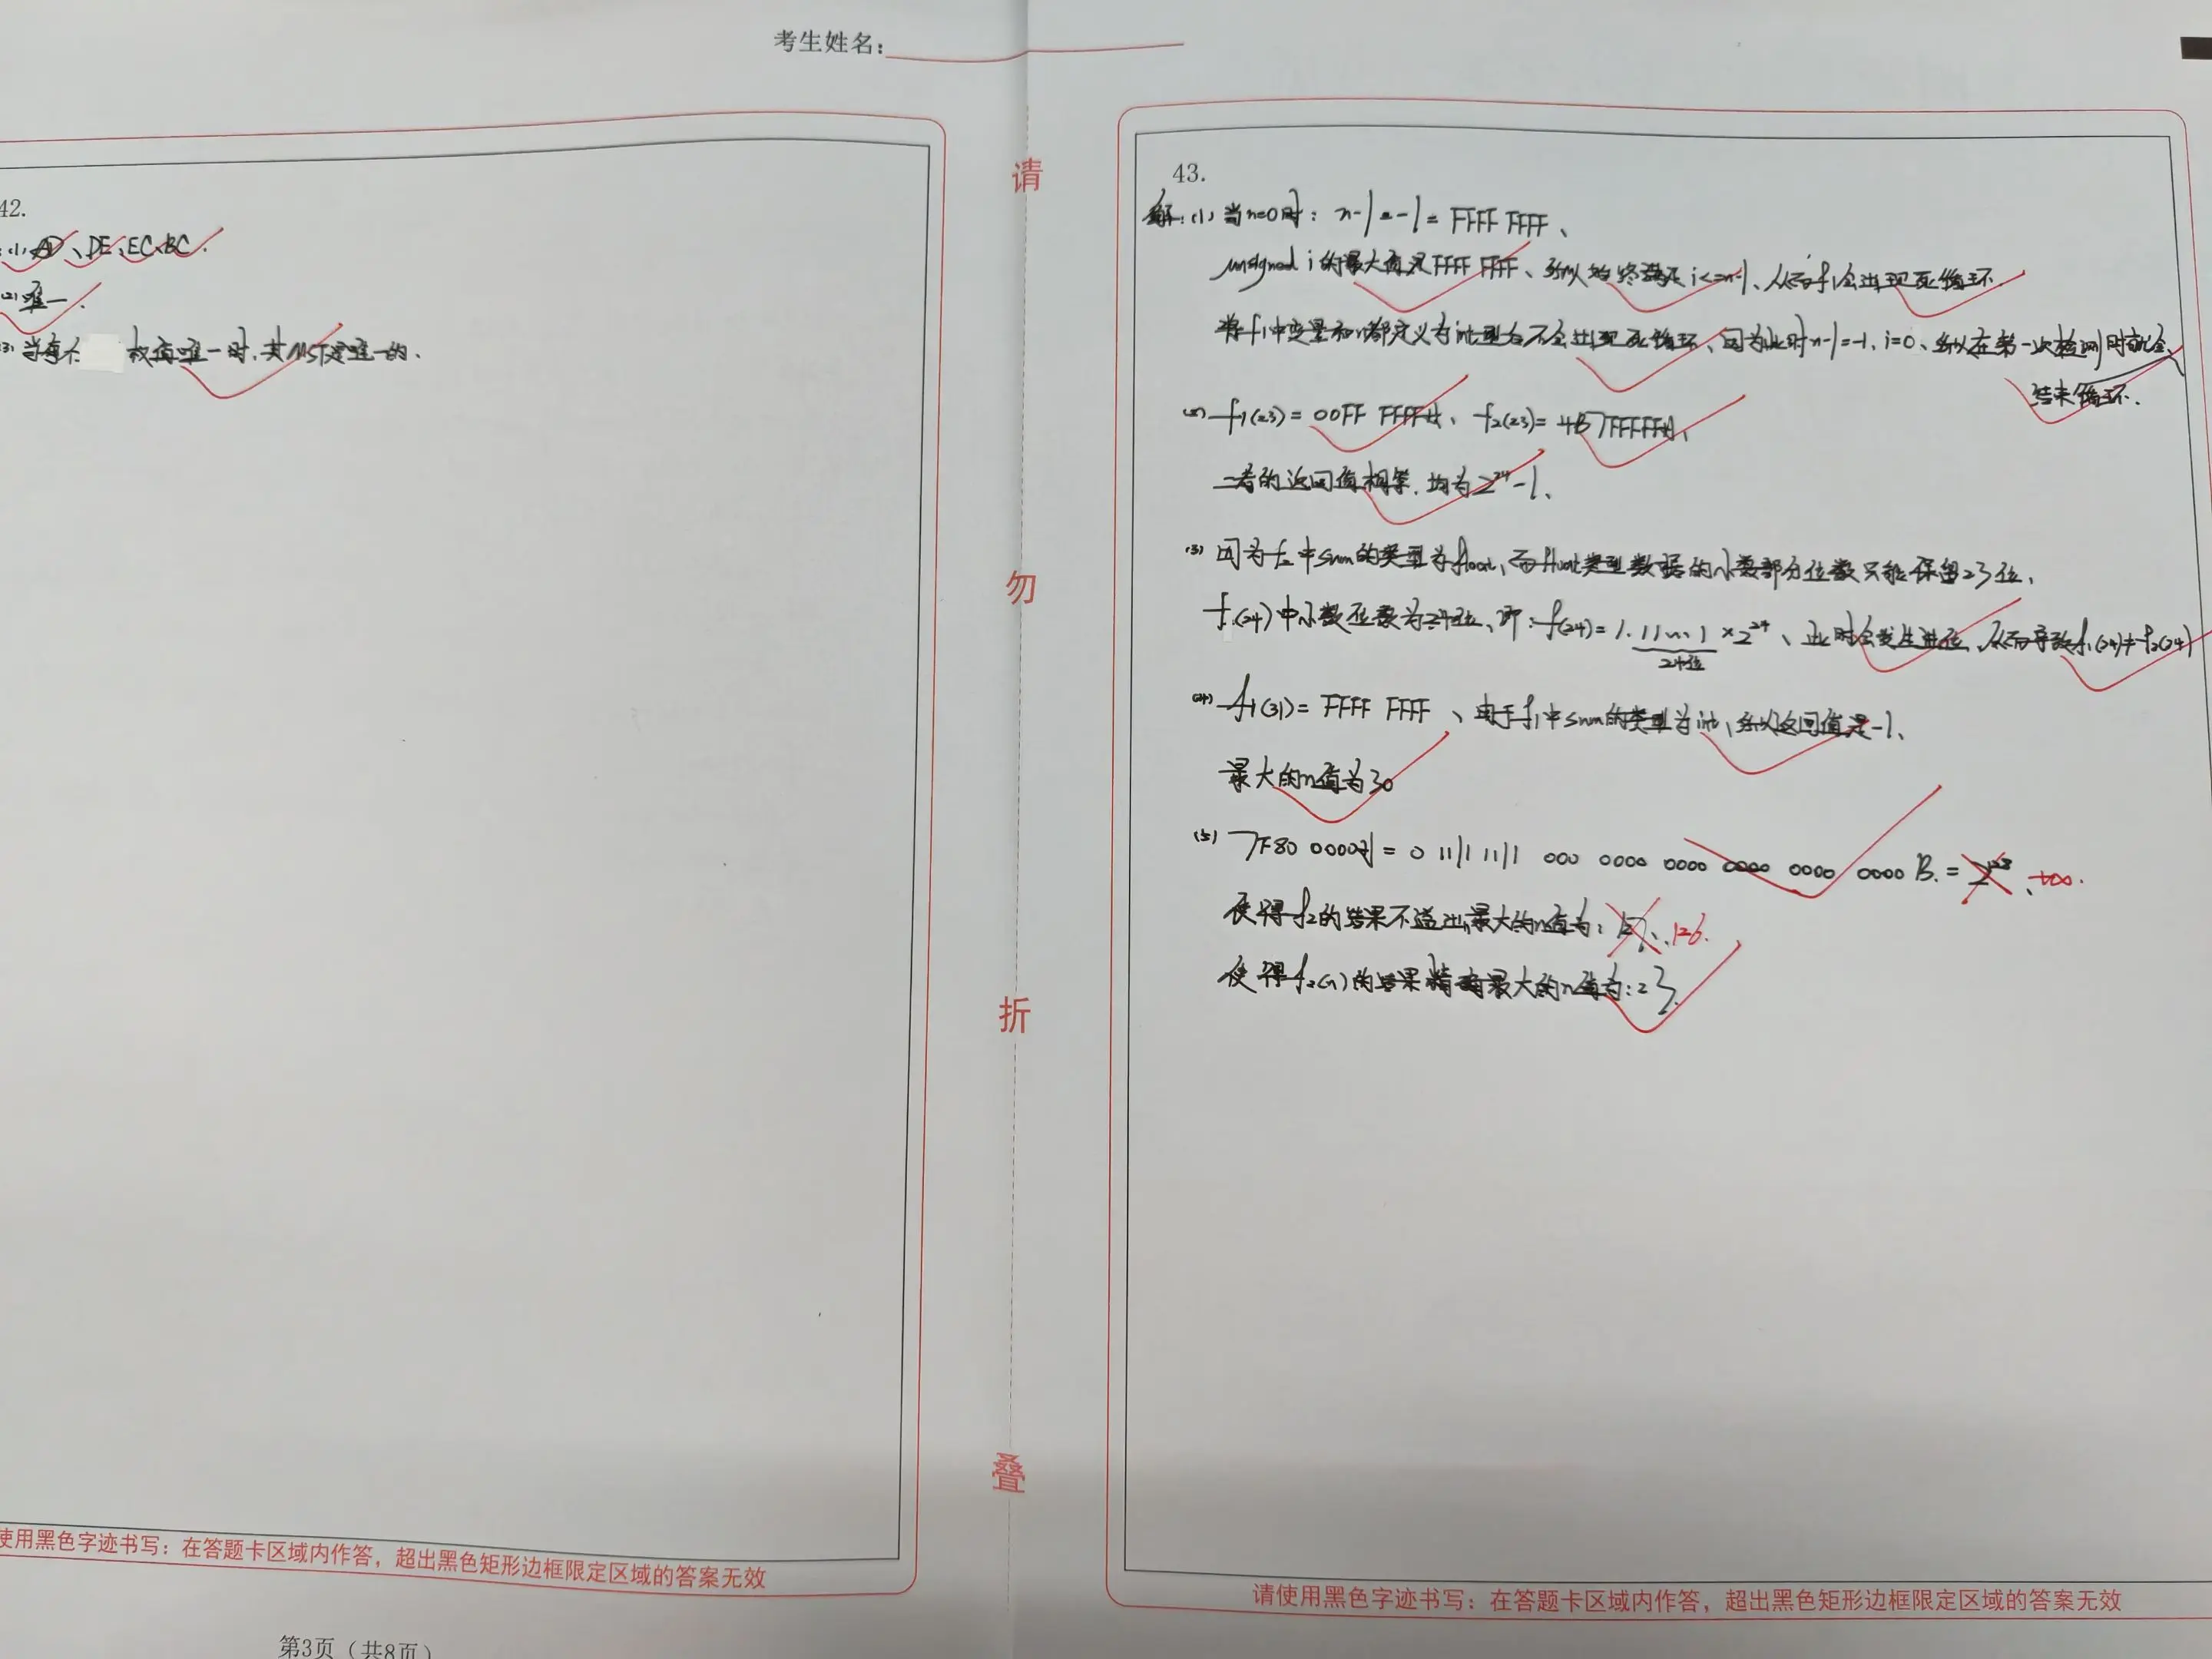 考生姓名:
42.
(1) AD、DE、EC、BC.
(2) 唯一.
(3) 当每个 权值唯一时,其MST是唯一的.
第3页(共8页)
使用黑色字迹书写: 在答题卡区域内作答, 超出黑色矩形边框限定区域的答案无效
请
勿
折
叠
43.
解:(1) 当n=0时: n-1=-1= FFFF FFFF、
unsigned i的最大值是FFFF FFFF、所以始终满足i<=n-1、从而f1会出现死循环.
将f1中变量和n都定义为int型后不会出现死循环、因为此时n-1=-1, i=0、所以在第一次检测时就会
结束循环.
(2) f1(23)= 00FF FFFFH、 f2(23)= 4B7FFFFFH、
二者的返回值相等. 均为2^24-1、
(3) 因为f2中sum的类型为float,而float类型数据的小数部分位数只能保留23位、
f1(24)中小数位数为24位、即: f(24)= 1.11…1 ×2^24、此时会发生进位、从而导致f1(24)≠f2(24)
24位
(4) f1(31)= FFFF FFFF、由于f1中sum的类型为int,所以返回值是-1、
最大的n值为30
(5) 7F80 0000H = 0 1111 1111 000 0000 0000 0000 0000 0000 B. = 2^128、 +∞.
使得f2的结果不溢出最大的n值为: 127、 126.
使得f2(n)的结果精确最大的n值为: 23.
请使用黑色字迹书写: 在答题卡区域内作答, 超出黑色矩形边框限定区域的答案无效